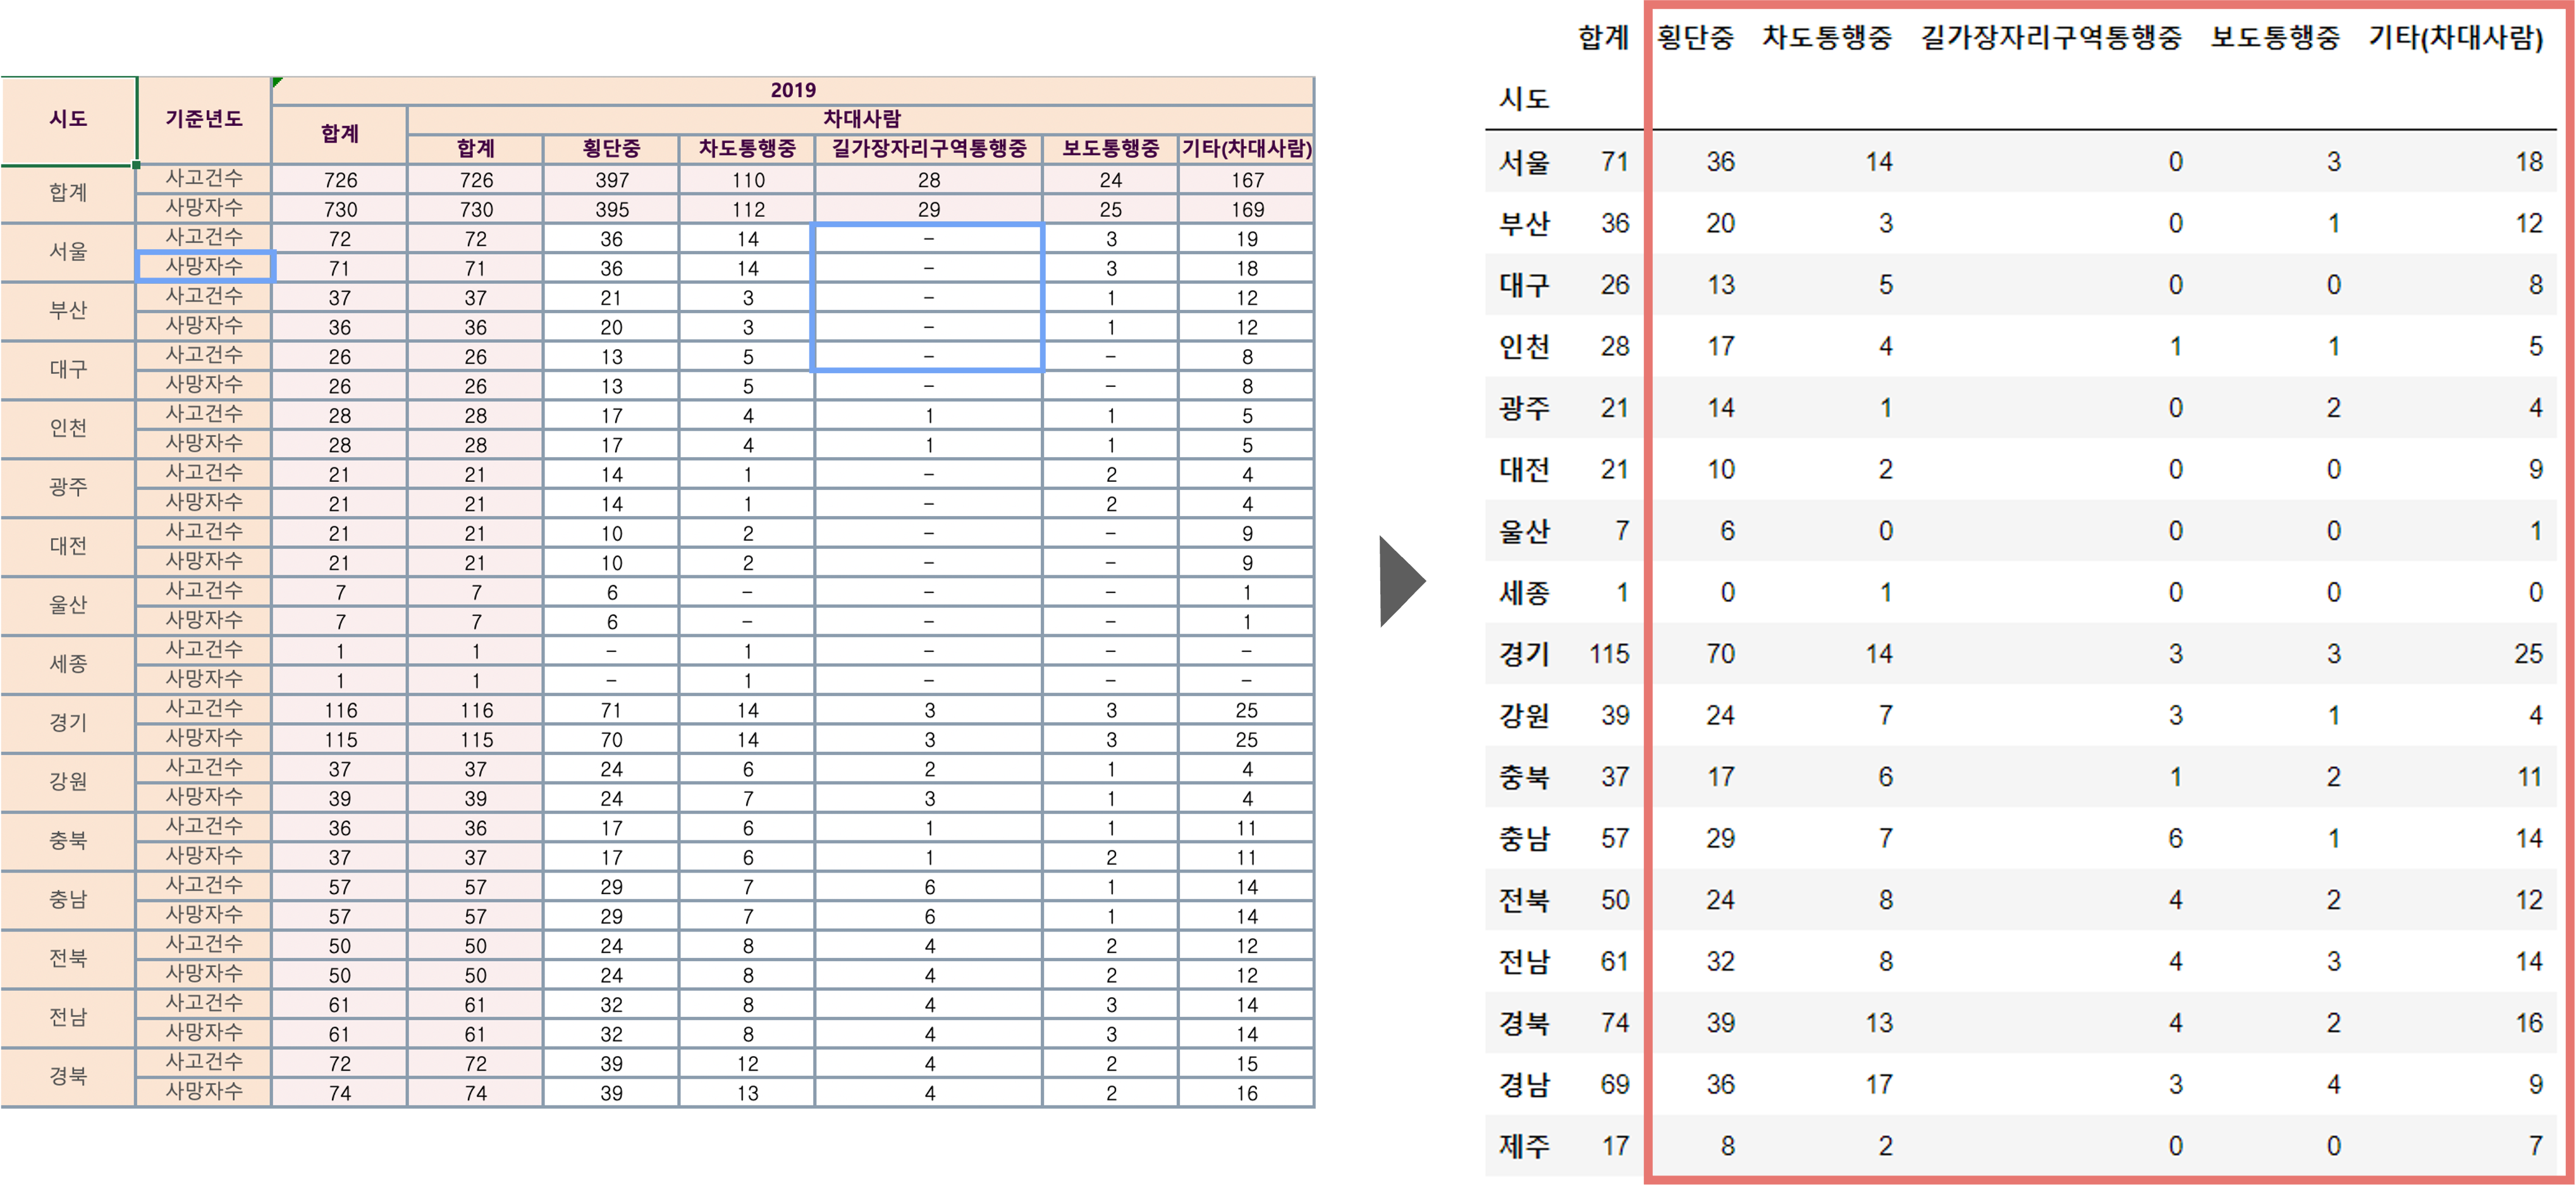 2019
시도 기준년도 합계 차대사람
합계 횡단중 차도통행중 길가장자리구역통행중 보도통행중 기타(차대사람)
합계 사고건수 726 726 397 110 28 24 167
사망자수 730 730 395 112 29 25 169
서울 사고건수 72 72 36 14 - 3 19
사망자수 71 71 36 14 - 3 18
부산 사고건수 37 37 21 3 - 1 12
사망자수 36 36 20 3 - 1 12
대구 사고건수 26 26 13 5 - - 8
사망자수 26 26 13 5 - - 8
인천 사고건수 28 28 17 4 1 1 5
사망자수 28 28 17 4 1 1 5
광주 사고건수 21 21 14 1 - 2 4
사망자수 21 21 14 1 - 2 4
대전 사고건수 21 21 10 2 - - 9
사망자수 21 21 10 2 - - 9
울산 사고건수 7 7 6 - - - 1
사망자수 7 7 6 - - - 1
세종 사고건수 1 1 - 1 - - -
사망자수 1 1 - 1 - - -
경기 사고건수 116 116 71 14 3 3 25
사망자수 115 115 70 14 3 3 25
강원 사고건수 37 37 24 6 2 1 4
사망자수 39 39 24 7 3 1 4
충북 사고건수 36 36 17 6 1 1 11
사망자수 37 37 17 6 1 2 11
충남 사고건수 57 57 29 7 6 1 14
사망자수 57 57 29 7 6 1 14
전북 사고건수 50 50 24 8 4 2 12
사망자수 50 50 24 8 4 2 12
전남 사고건수 61 61 32 8 4 3 14
사망자수 61 61 32 8 4 3 14
경북 사고건수 72 72 39 12 4 2 15
사망자수 74 74 39 13 4 2 16
합계 횡단중 차도통행중 길가장자리구역통행중 보도통행중 기타(차대사람)
시도
서울 71 36 14 0 3 18
부산 36 20 3 0 1 12
대구 26 13 5 0 0 8
인천 28 17 4 1 1 5
광주 21 14 1 0 2 4
대전 21 10 2 0 0 9
울산 7 6 0 0 0 1
세종 1 0 1 0 0 0
경기 115 70 14 3 3 25
강원 39 24 7 3 1 4
충북 37 17 6 1 2 11
충남 57 29 7 6 1 14
전북 50 24 8 4 2 12
전남 61 32 8 4 3 14
경북 74 39 13 4 2 16
경남 69 36 17 3 4 9
제주 17 8 2 0 0 7